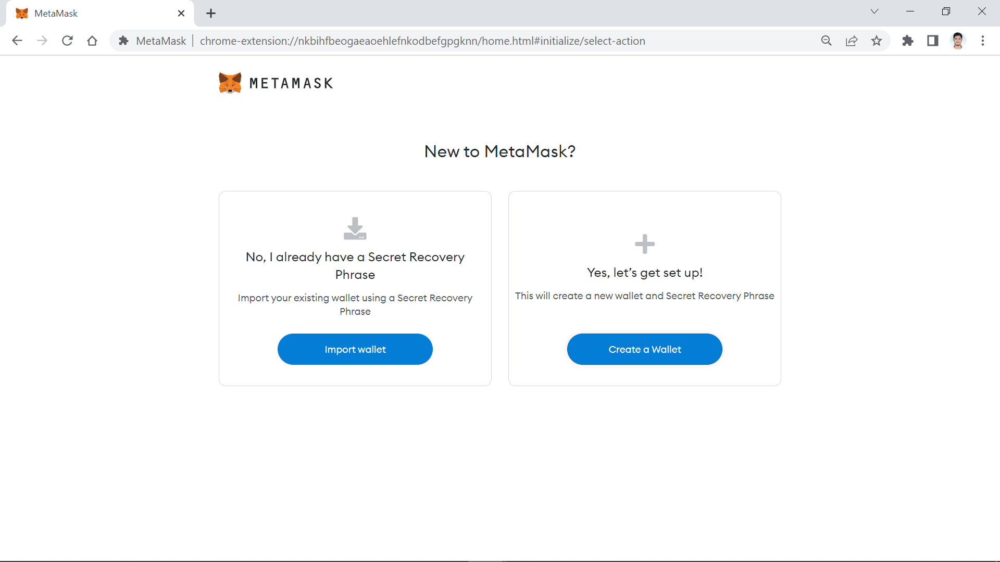 MetaMask
MetaMask chrome-extension://nkbihfbeogaeaoehlefnkodbefgpgknn/home.html#initialize/select-action
METAMASK
New to MetaMask?
No, I already have a Secret Recovery
Phrase
Import your existing wallet using a Secret Recovery
Phrase
Import wallet
Yes, let’s get set up!
This will create a new wallet and Secret Recovery Phrase
Create a Wallet